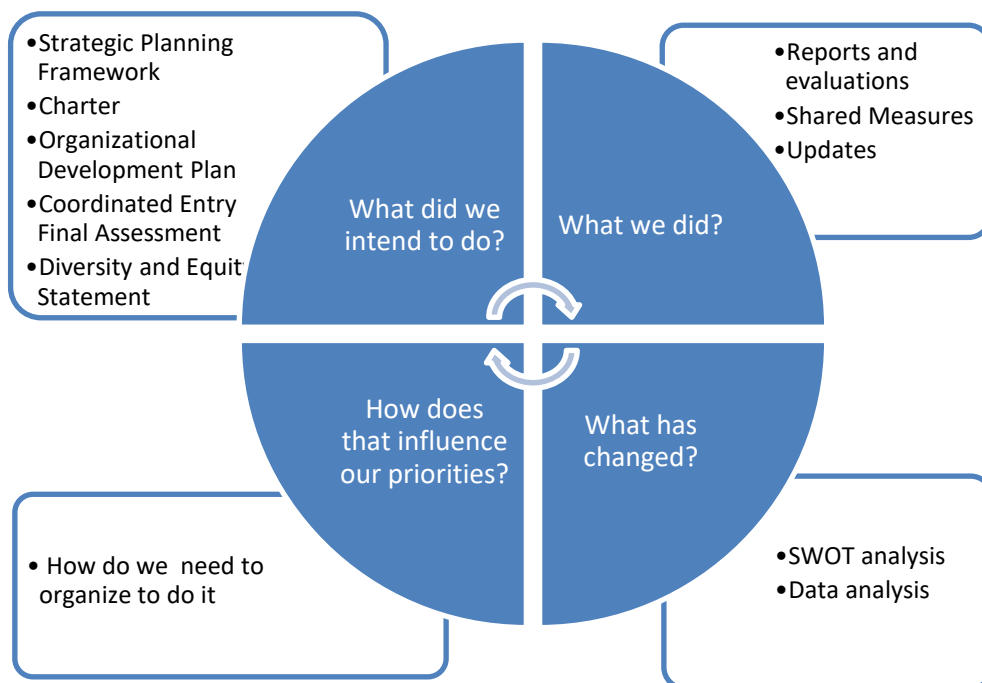 •Strategic Planning
Framework
•Charter
•Organizational
Development Plan
•Coordinated Entry
Final Assessment
•Diversity and Equity
Statement
•Reports and
evaluations
•Shared Measures
•Updates
What did we
intend to do?
What we did?
How does
that influence
our priorities?
What has
changed?
• How do we need to
organize to do it
•SWOT analysis
•Data analysis